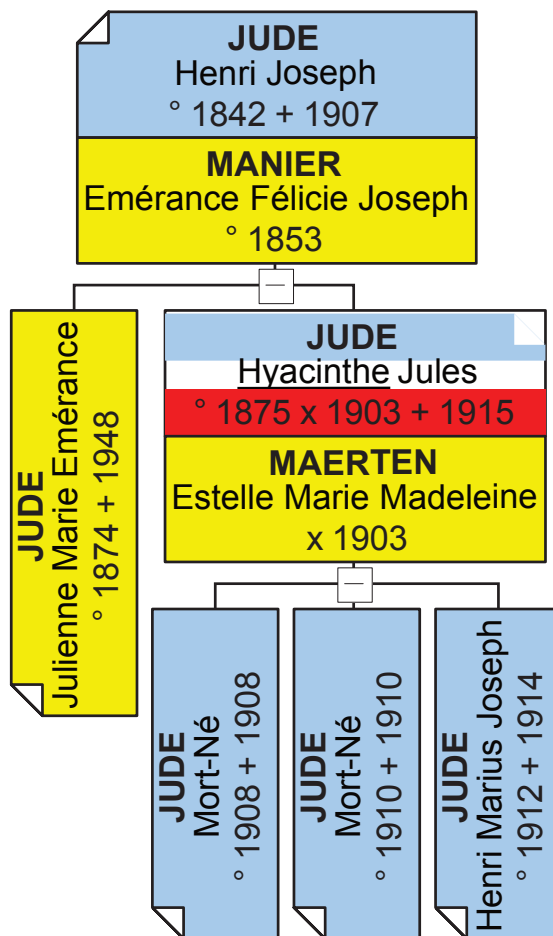 JUDE
Henri Joseph
° 1842 + 1907
MANIER
Emérance Félicie Joseph
° 1853
JUDE
Julienne Marie Emérance
° 1874 + 1948
JUDE
Hyacinthe Jules
° 1875 x 1903 + 1915
MAERTEN
Estelle Marie Madeleine
x 1903
JUDE
Mort-Né
° 1908 + 1908
JUDE
Mort-Né
° 1910 + 1910
JUDE
Henri Marius Joseph
° 1912 + 1914